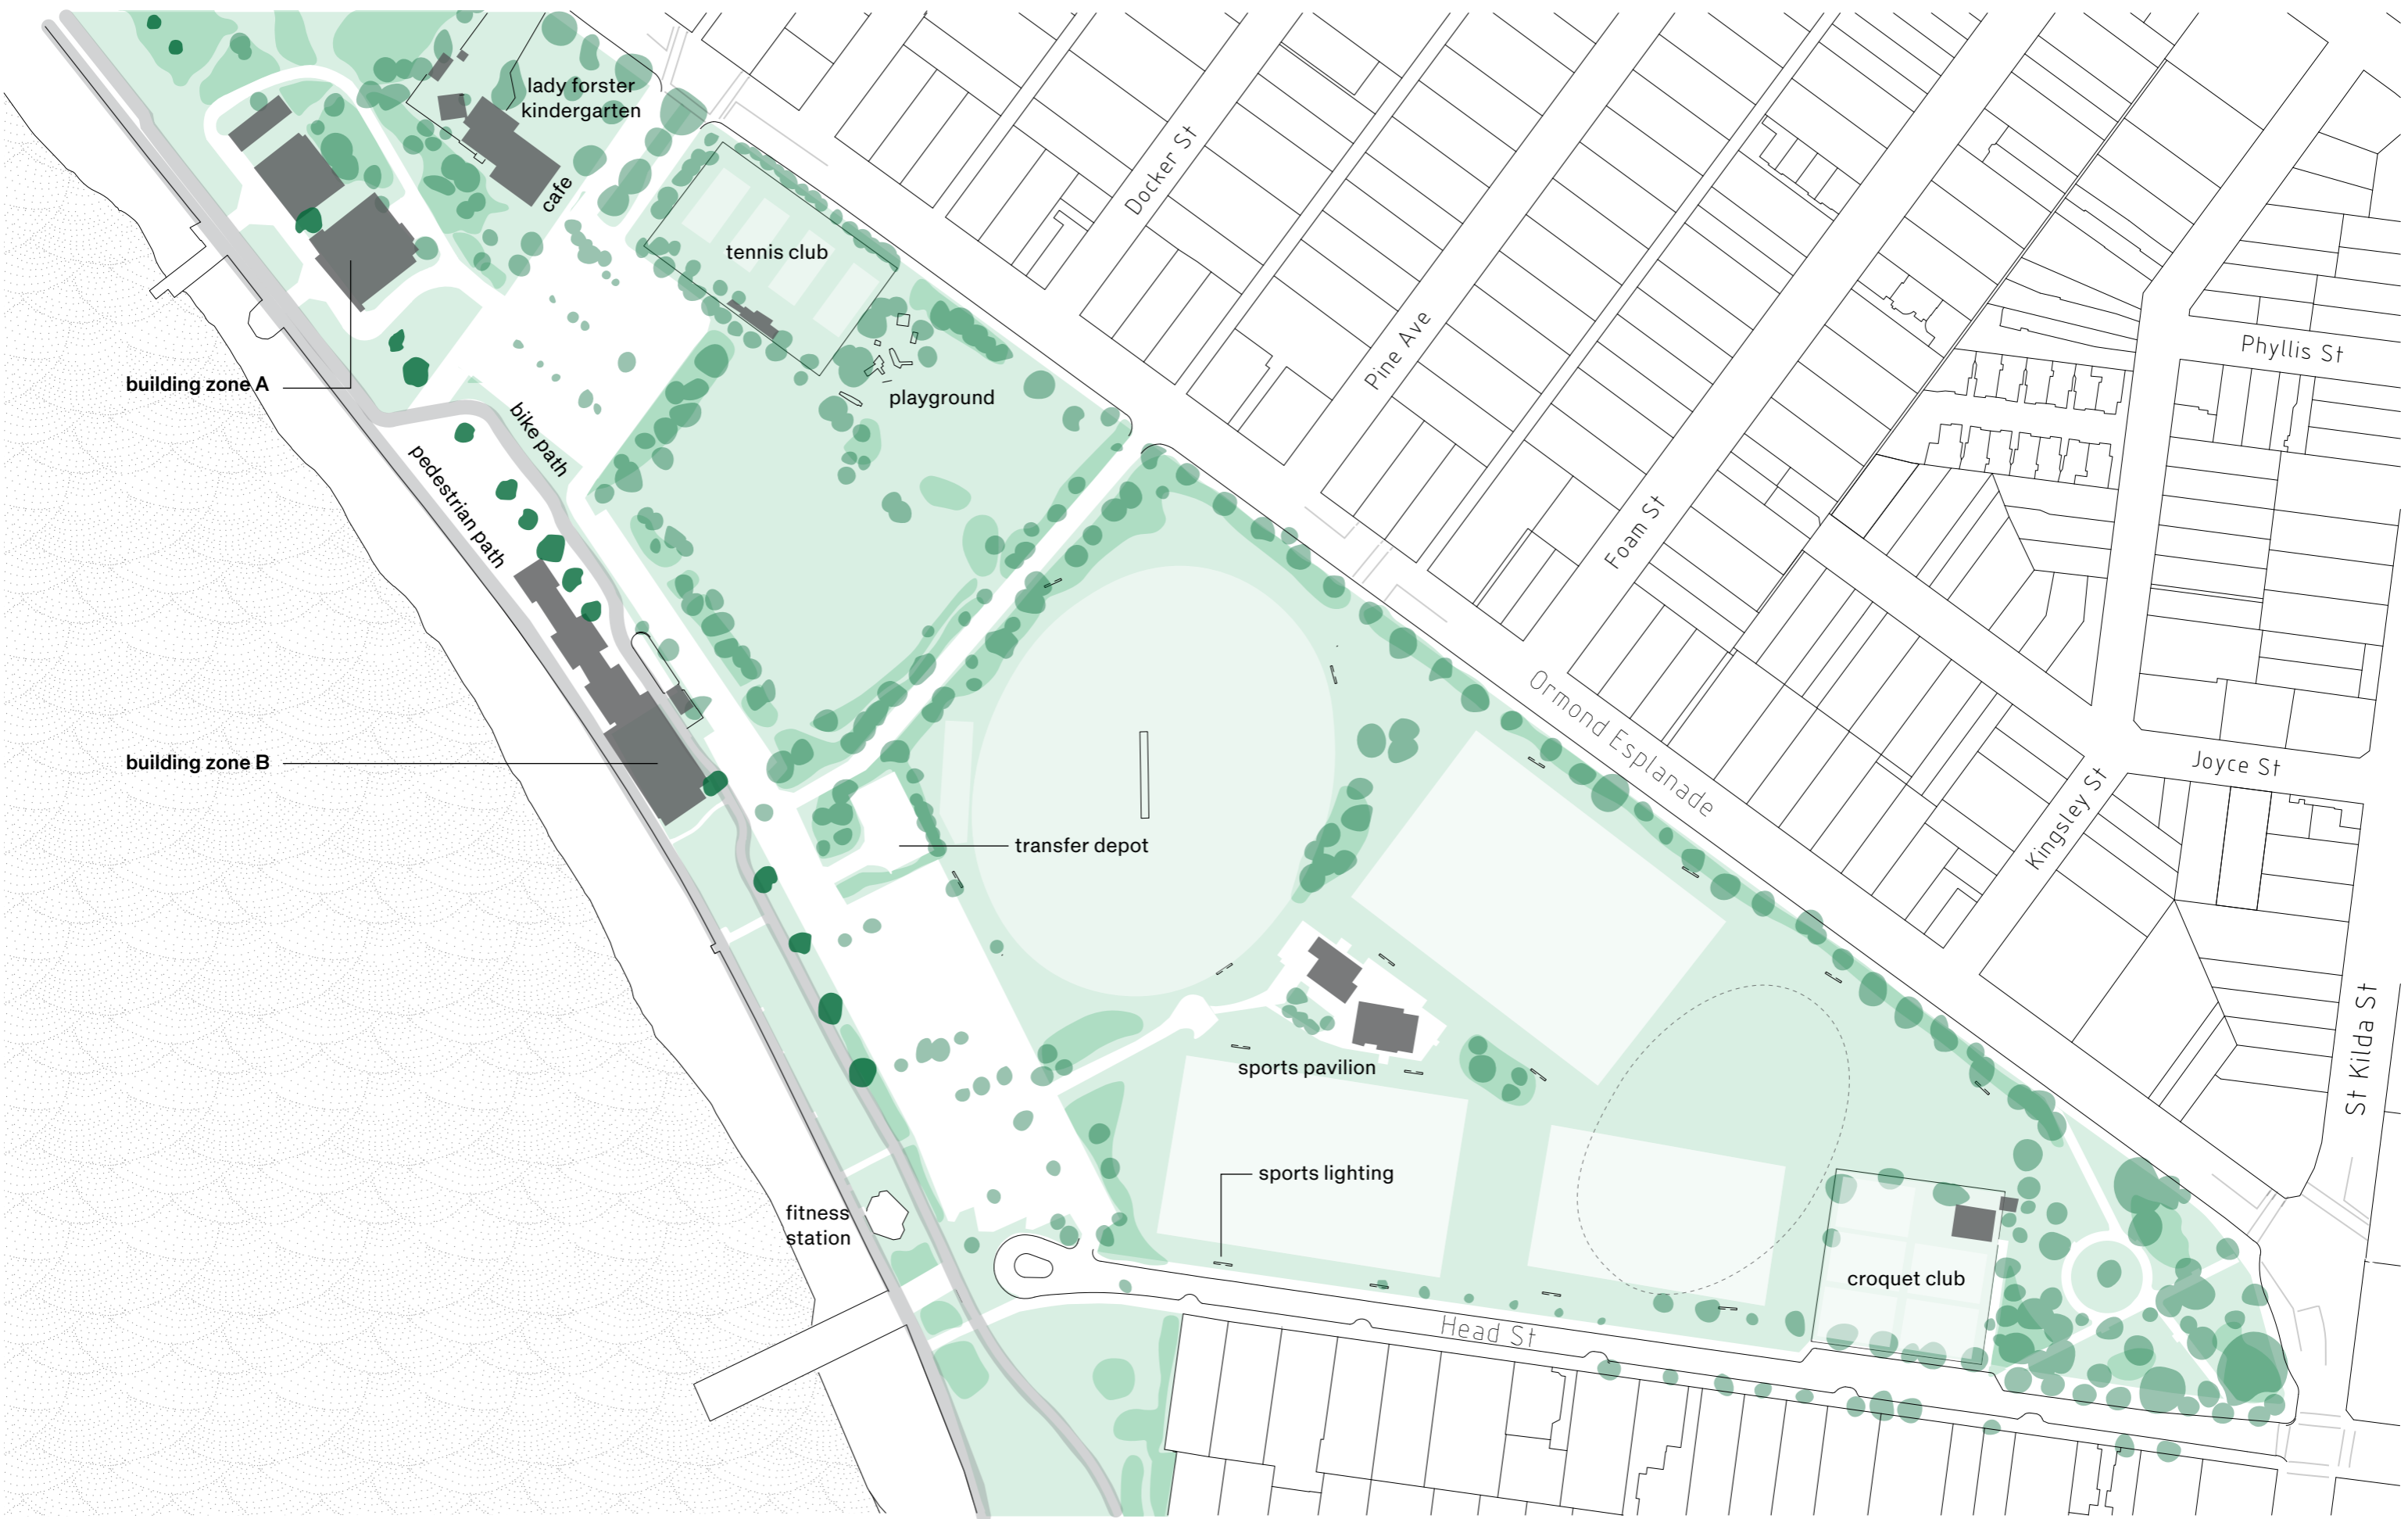 lady forster
kindergarten
cafe
tennis club
Docker St
Pine Ave
Phyllis St
building zone A
playground
bike path
pedestrian path
Foam St
Ormond Esplanade
building zone B
Joyce St
Kingsley St
transfer depot
St Kilda St
sports pavilion
sports lighting
fitness
station
croquet club
Head St